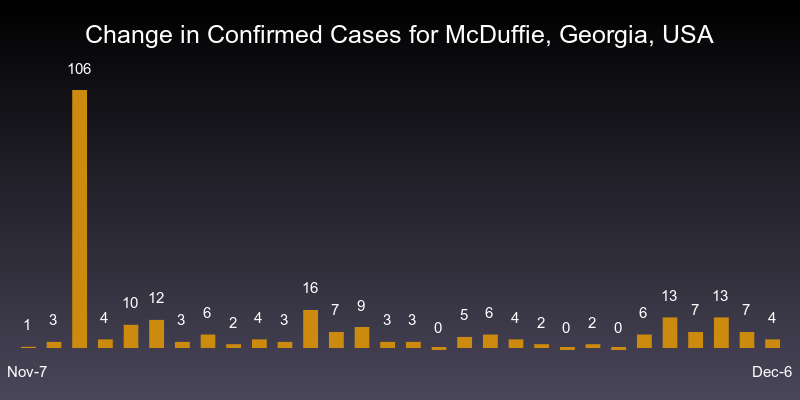 Change in Confirmed Cases for McDuffie, Georgia, USA
106
1 3 4 10 12 3 6 2 4 3 16 7 9 3 3 0 5 6 4 2 0 2 0 6 13 7 13 7 4
Nov-7 Dec-6